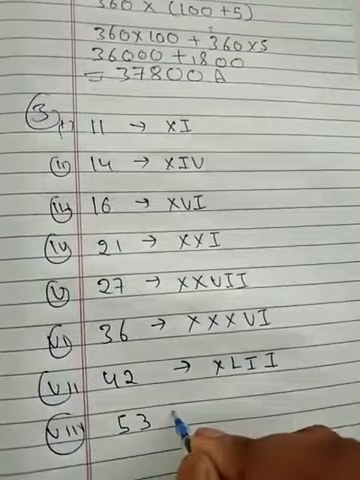 360 × (100 + 5)
360 × 100 + 360 × 5
36000 + 1800
= 37800 A
3
(i) 11 → XI
(ii) 14 → XIV
(iii) 16 → XVI
(iv) 21 → XXI
(v) 27 → XXVII
(vi) 36 → XXXVI
(vii) 42 → XLII
(viii) 53